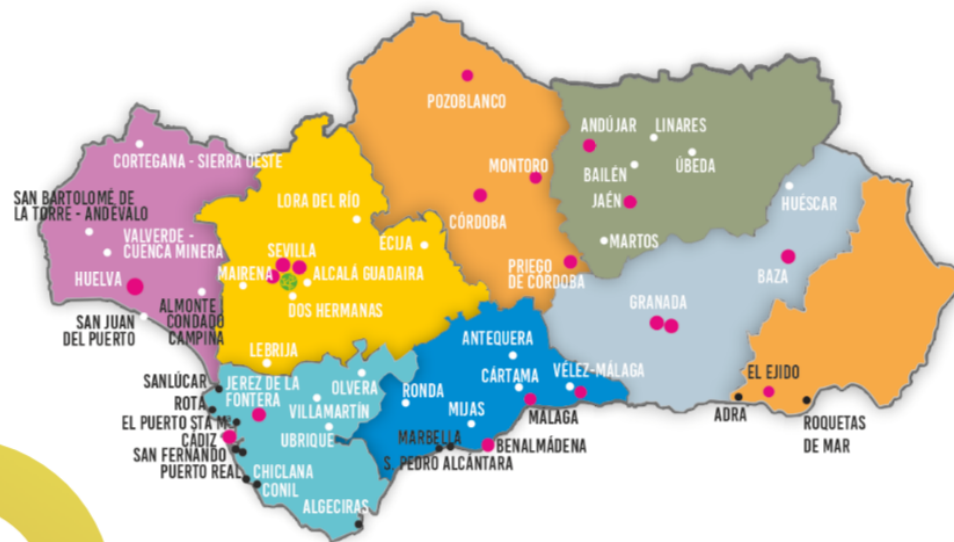 POZOBLANCO
ANDÚJAR
LINARES
CORTEGANA - SIERRA OESTE
MONTORO
BAILÉN
ÚBEDA
SAN BARTOLOMÉ DE
LA TORRE - ANDÉVALO
LORA DEL RÍO
CÓRDOBA
JAÉN
HUÉSCAR
VALVERDE -
CUENCA MINERA
ÉCIJA
MARTOS
SEVILLA
HUELVA
MAIRENA
ALCALÁ GUADAIRA
PRIEGO
DE CÓRDOBA
BAZA
ALMONTE
CONDADO
CAMPIÑA
DOS HERMANAS
GRANADA
SAN JUAN
DEL PUERTO
LEBRIJA
ANTEQUERA
SANLÚCAR
JEREZ DE LA
FONTERA
OLVERA
RONDA
CÁRTAMA
VÉLEZ-MÁLAGA
EL EJIDO
ROTA
VILLAMARTÍN
MIJAS
MÁLAGA
ADRA
ROQUETAS
DE MAR
EL PUERTO STA Mª
CÁDIZ
UBRIQUE
MARBELLA
BENALMÁDENA
SAN FERNANDO
S. PEDRO ALCÁNTARA
PUERTO REAL
CHICLANA
CONIL
ALGECIRAS